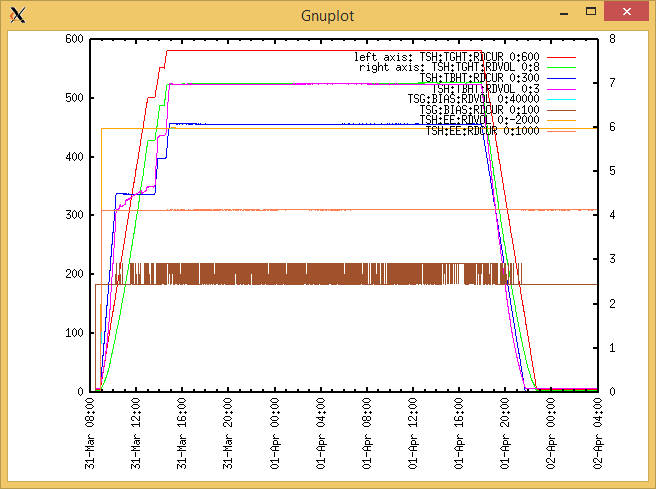 Gnuplot
600
500
400
300
200
100
0
8
7
6
5
4
3
2
1
0
left axis: TSH:TGHT:RDCUR 0:600
right axis: TSH:TGHT:RDVOL 0:8
TSH:TBHT:RDCUR 0:300
TSH:TBHT:RDVOL 0:3
TSG:BIAS:RDVOL 0:40000
TSG:BIAS:RDCUR 0:100
TSH:EE:RDVOL 0:-2000
TSH:EE:RDCUR 0:1000
31-Mar 08:00
31-Mar 12:00
31-Mar 16:00
31-Mar 20:00
01-Apr 00:00
01-Apr 04:00
01-Apr 08:00
01-Apr 12:00
01-Apr 16:00
01-Apr 20:00
02-Apr 00:00
02-Apr 04:00